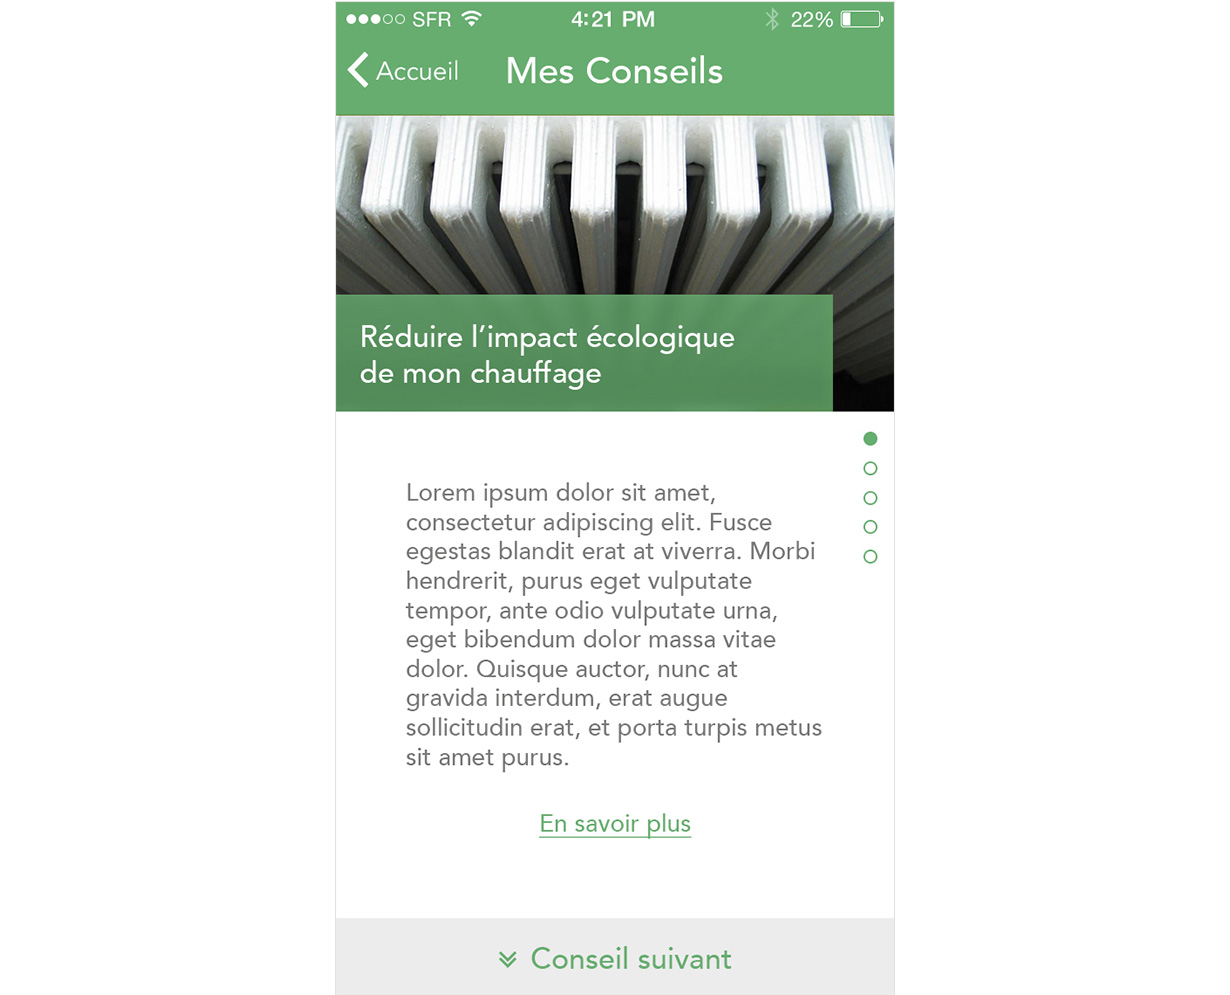 SFR 4:21 PM 22%
Accueil Mes Conseils
Réduire l’impact écologique
de mon chauffage
Lorem ipsum dolor sit amet,
consectetur adipiscing elit. Fusce
egestas blandit erat at viverra. Morbi
hendrerit, purus eget vulputate
tempor, ante odio vulputate urna,
eget bibendum dolor massa vitae
dolor. Quisque auctor, nunc at
gravida interdum, erat augue
sollicitudin erat, et porta turpis metus
sit amet purus.
En savoir plus
Conseil suivant